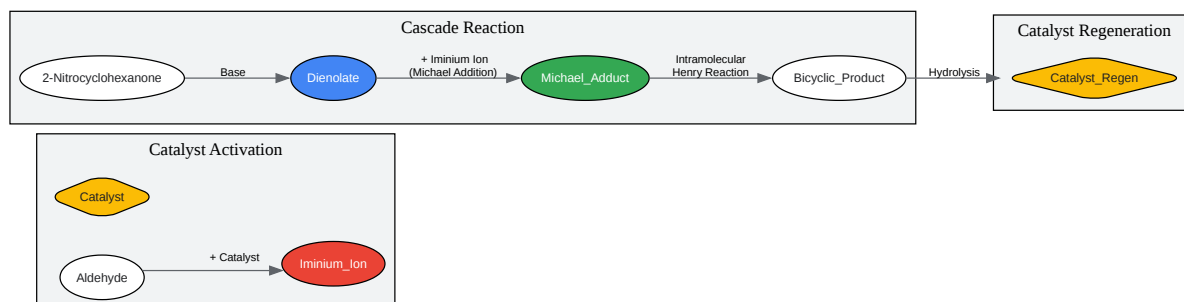 Cascade Reaction
2-Nitrocyclohexanone
Base
Dienolate
+ Iminium Ion
(Michael Addition)
Michael_Adduct
Intramolecular
Henry Reaction
Bicyclic_Product
Hydrolysis
Catalyst Regeneration
Catalyst_Regen
Catalyst Activation
Catalyst
Aldehyde
+ Catalyst
Iminium_Ion